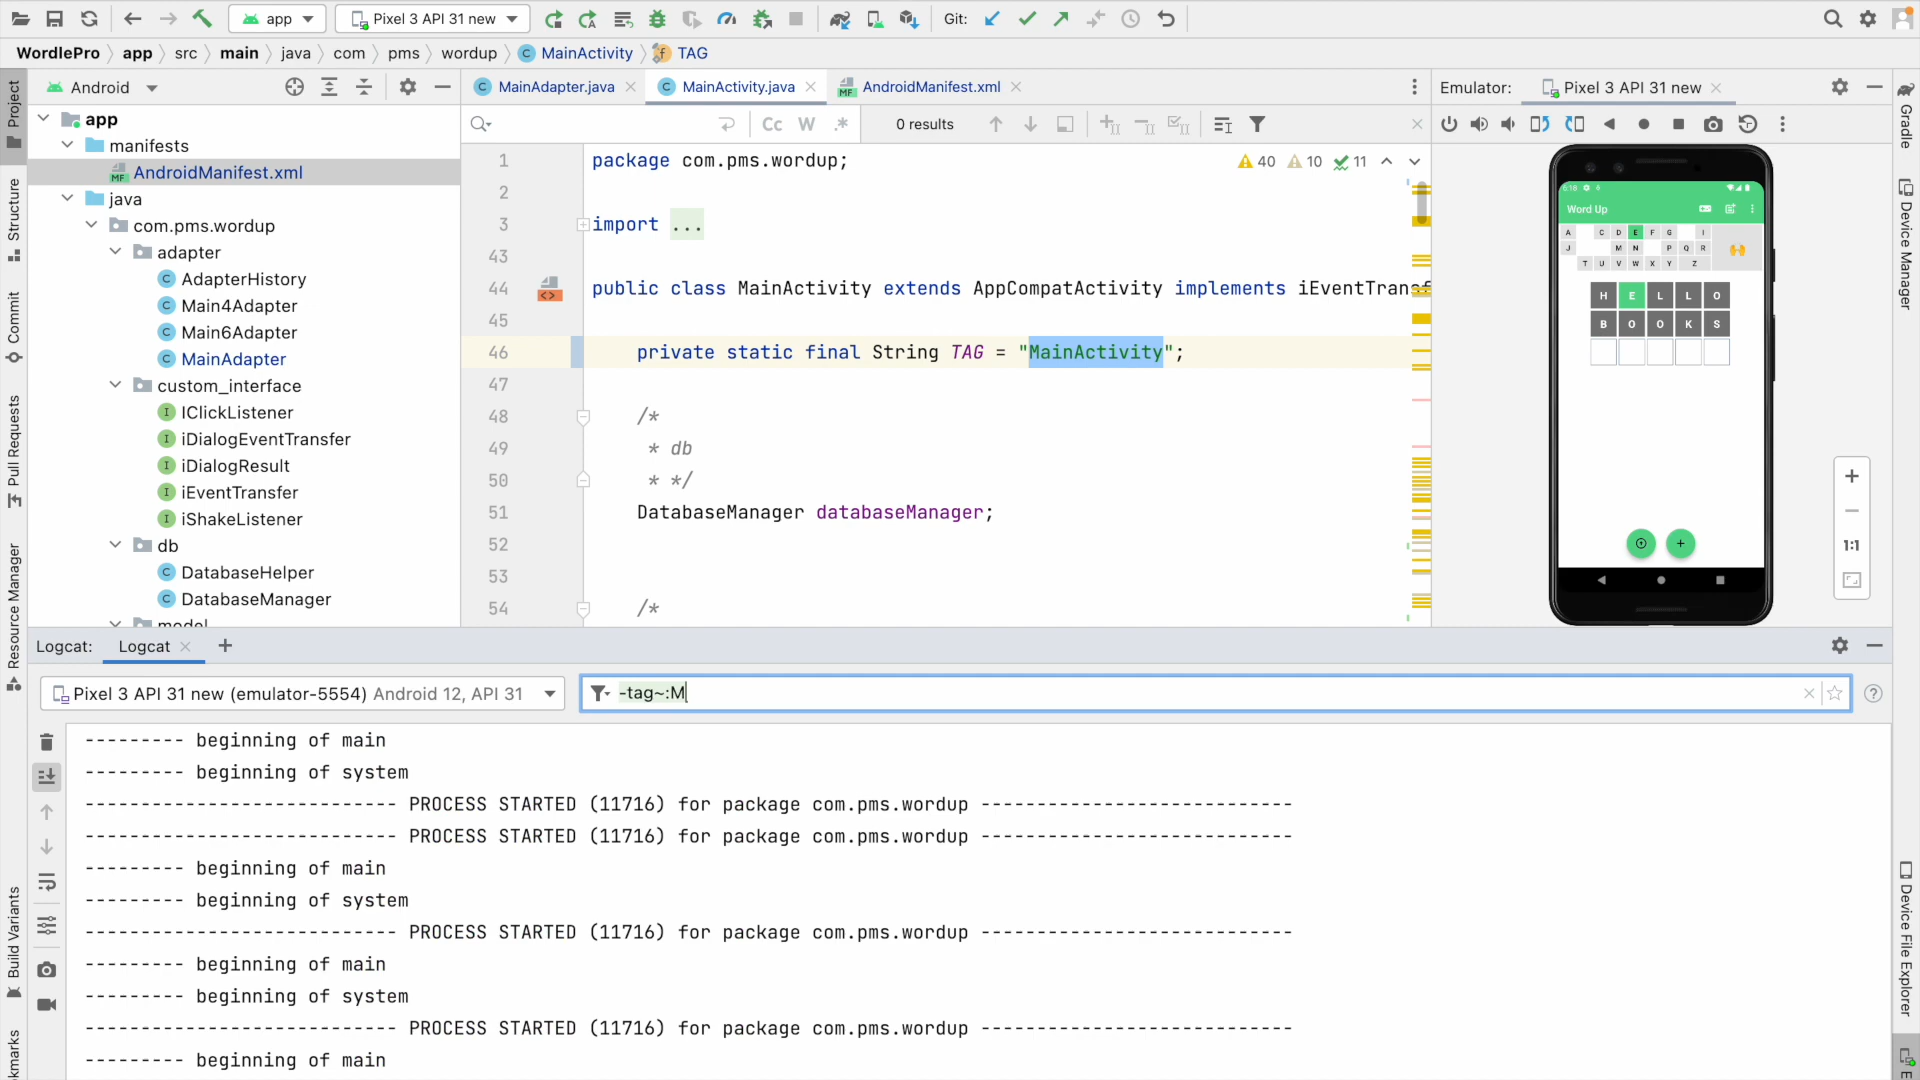 app
Pixel 3 API 31 new
Git:
WordlePro
app
src
main
java
com
pms
wordup
MainActivity
TAG
Project
Structure
Commit
Pull Requests
Resource Manager
Build Variants
Android
app
manifests
AndroidManifest.xml
java
com.pms.wordup
adapter
AdapterHistory
Main4Adapter
Main6Adapter
MainAdapter
custom_interface
IClickListener
iDialogEventTransfer
iDialogResult
iEventTransfer
iShakeListener
db
DatabaseHelper
DatabaseManager
model
MainAdapter.java
MainActivity.java
AndroidManifest.xml
Cc W .* 0 results
40 10 11
1 package com.pms.wordup;
2
3 import ...
43
44 public class MainActivity extends AppCompatActivity implements iEventTransf
45
46 private static final String TAG = "MainActivity";
47
48 /*
49 * db
50 * */
51 DatabaseManager databaseManager;
52
53
54 /*
Emulator: Pixel 3 API 31 new
6:18
Word Up
A C D E F G I
J M N P Q R
T U V W X Y Z
H E L L O
B O O K S
1:1
Gradle
Device Manager
Device File Explorer
Logcat: Logcat
Pixel 3 API 31 new (emulator-5554) Android 12, API 31
-tag~:M
--------- beginning of main
--------- beginning of system
---------------------------- PROCESS STARTED (11716) for package com.pms.wordup ----------------------------
---------------------------- PROCESS STARTED (11716) for package com.pms.wordup ----------------------------
--------- beginning of main
--------- beginning of system
---------------------------- PROCESS STARTED (11716) for package com.pms.wordup ----------------------------
--------- beginning of main
--------- beginning of system
---------------------------- PROCESS STARTED (11716) for package com.pms.wordup ----------------------------
--------- beginning of main